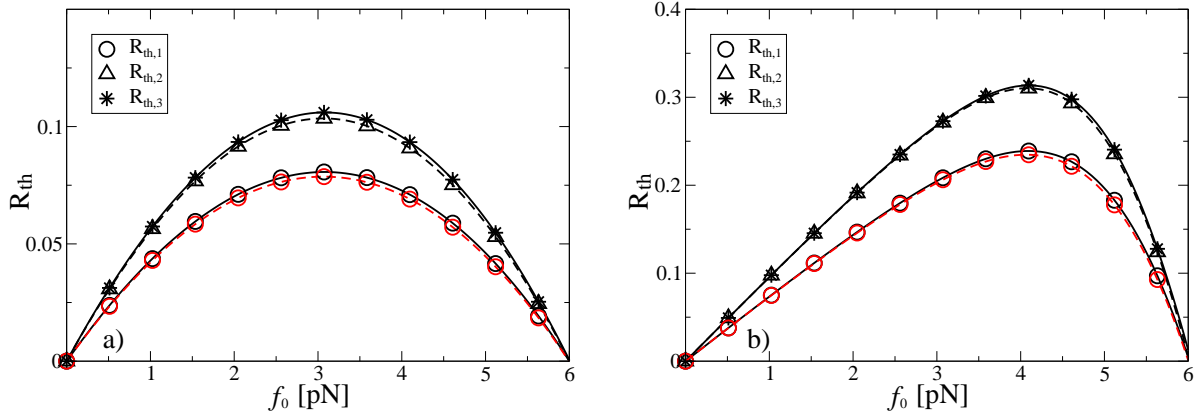 R_th,1
R_th,2
R_th,3
0.1
0.05
0
R_th
a)
1 2 3 4 5 6
f_0 [pN]
0.4
R_th,1
R_th,2
R_th,3
0.3
0.2
0.1
0
R_th
b)
0 1 2 3 4 5 6
f_0 [pN]